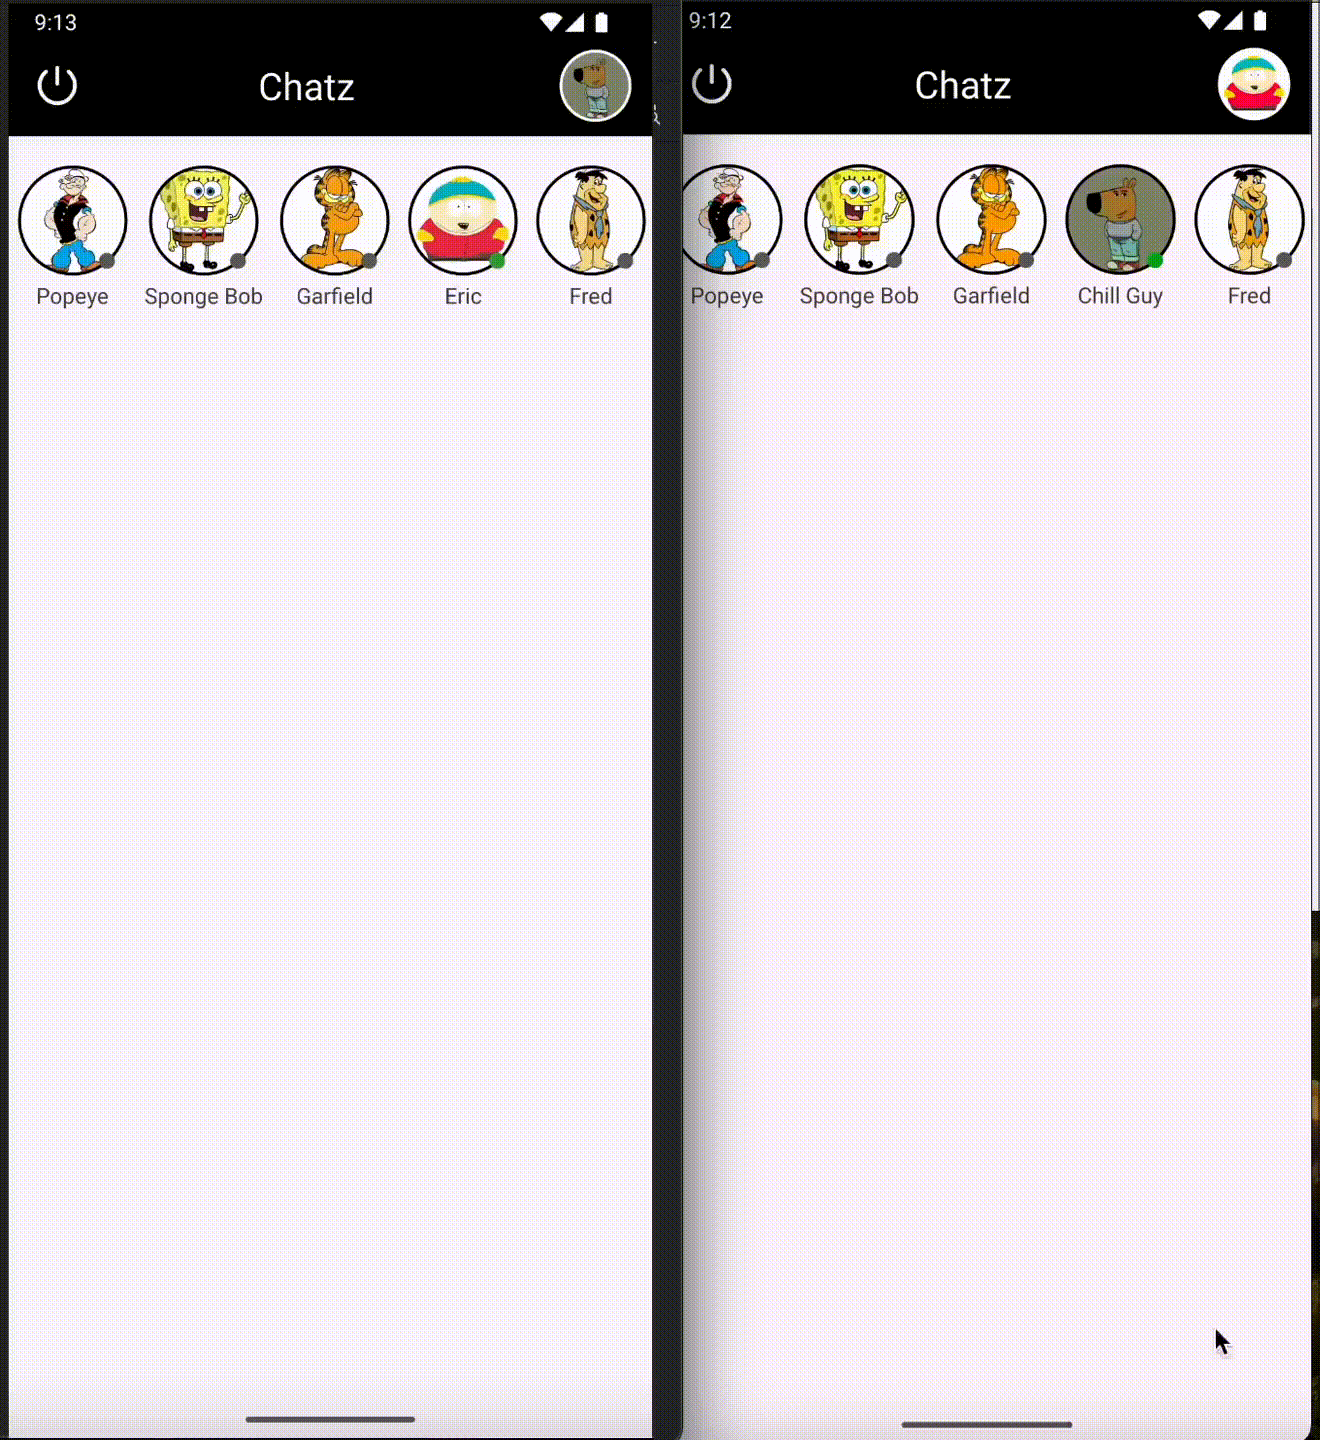 9:13
Chatz
Popeye
Sponge Bob
Garfield
Eric
Fred
9:12
Chatz
Popeye
Sponge Bob
Garfield
Chill Guy
Fred